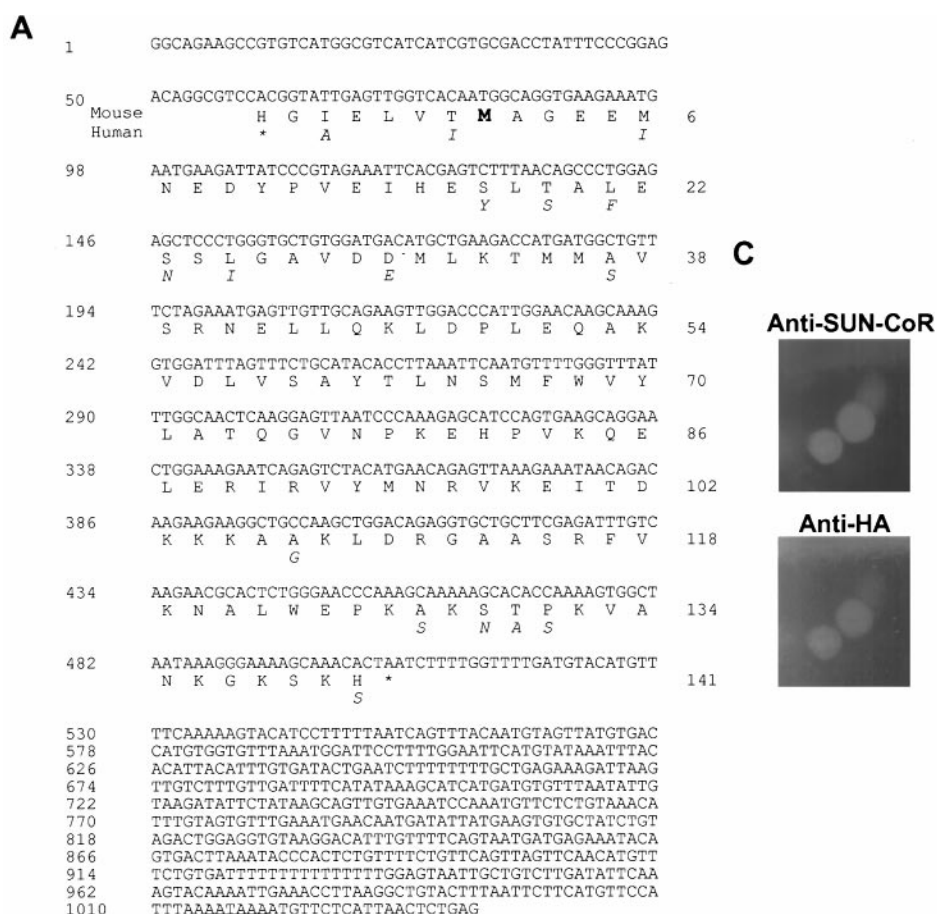 A
1 GGCAGAAGCCGTGTCATGGCGTCATCATCGTGCGACCTATTTCCCGGAG
50 ACAGGCGTCCACGGTATTGAGTTGGTCACAATGGCAGGTGAAGAAATG
Mouse H G I E L V T M A G E E M 6
Human * A I I
98 AATGAAGATTATCCCGTAGAAATTCACGAGTCTTTAACAGCCCTGGAG
N E D Y P V E I H E S L T A L E 22
Y S F
146 AGCTCCCTGGGTGCTGTGGATGACATGCTGAAGACCATGATGGCTGTT
S S L G A V D D M L K T M M A V 38
N I E S
194 TCTAGAAATGAGTTGTTGCAGAAGTTGGACCCATTGGAACAAGCAAAG
S R N E L L Q K L D P L E Q A K 54
242 GTGGATTTAGTTTCTGCATACACCTTAAATTCAATGTTTTGGGTTTAT
V D L V S A Y T L N S M F W V Y 70
290 TTGGCAACTCAAGGAGTTAATCCCAAAGAGCATCCAGTGAAGCAGGAA
L A T Q G V N P K E H P V K Q E 86
338 CTGGAAAGAATCAGAGTCTACATGAACAGAGTTAAAGAAATAACAGAC
L E R I R V Y M N R V K E I T D 102
386 AAGAAGAAGGCTGCCAAGCTGGACAGAGGTGCTGCTTCGAGATTTGTC
K K K A A K L D R G A A S R F V 118
G
434 AAGAACGCACTCTGGGAACCCAAAGCAAAAAGCACACCAAAAGTGGCT
K N A L W E P K A K S T P K V A 134
S N A S
482 AATAAAGGGAAAAGCAAACACTAATCTTTTGGTTTTGATGTACATGTT
N K G K S K H * 141
S
530 TTCAAAAAGTACATCCTTTTTAATCAGTTTACAATGTAGTTATGTGAC
578 CATGTGGTGTTTAAATGGATTCCTTTTGGAATTCATGTATAAATTTAC
626 ACATTACATTTGTGATACTGAATCTTTTTTTTGCTGAGAAAGATTAAG
674 TTGTCTTTGTTGATTTTCATATAAAGCATCATGATGTGTTTAATATTG
722 TAAGATATTCTATAAGCAGTTGTGAAATCCAAATGTTCTCTGTAAACA
770 TTTGTAGTGTTTGAAATGAACAATGATATTATGAAGTGTGCTATCTGT
818 AGACTGGAGGTGTAAGGACATTTGTTTTCAGTAATGATGAGAAATACA
866 GTGACTTAAATACCCACTCTGTTTTCTGTTCAGTTAGTTCAACATGTT
914 TCTGTGATTTTTTTTTTTTTTTGGAGTAATTGCTGTCTTGATATTCAA
962 AGTACAAAATTGAAACCTTAAGGCTGTACTTTAATTCTTCATGTTCCA
1010 TTTAAAATAAAATGTTCTCATTAACTCTGAG
C
Anti-SUN-CoR
Anti-HA